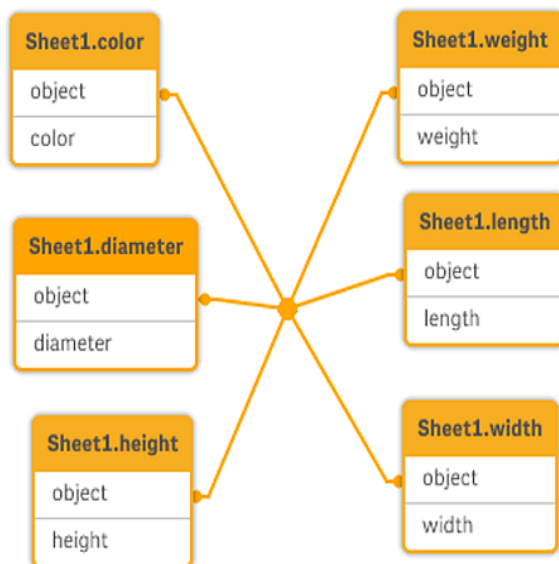 Sheet1.color
object
color
Sheet1.diameter
object
diameter
Sheet1.height
object
height
Sheet1.weight
object
weight
Sheet1.length
object
length
Sheet1.width
object
width